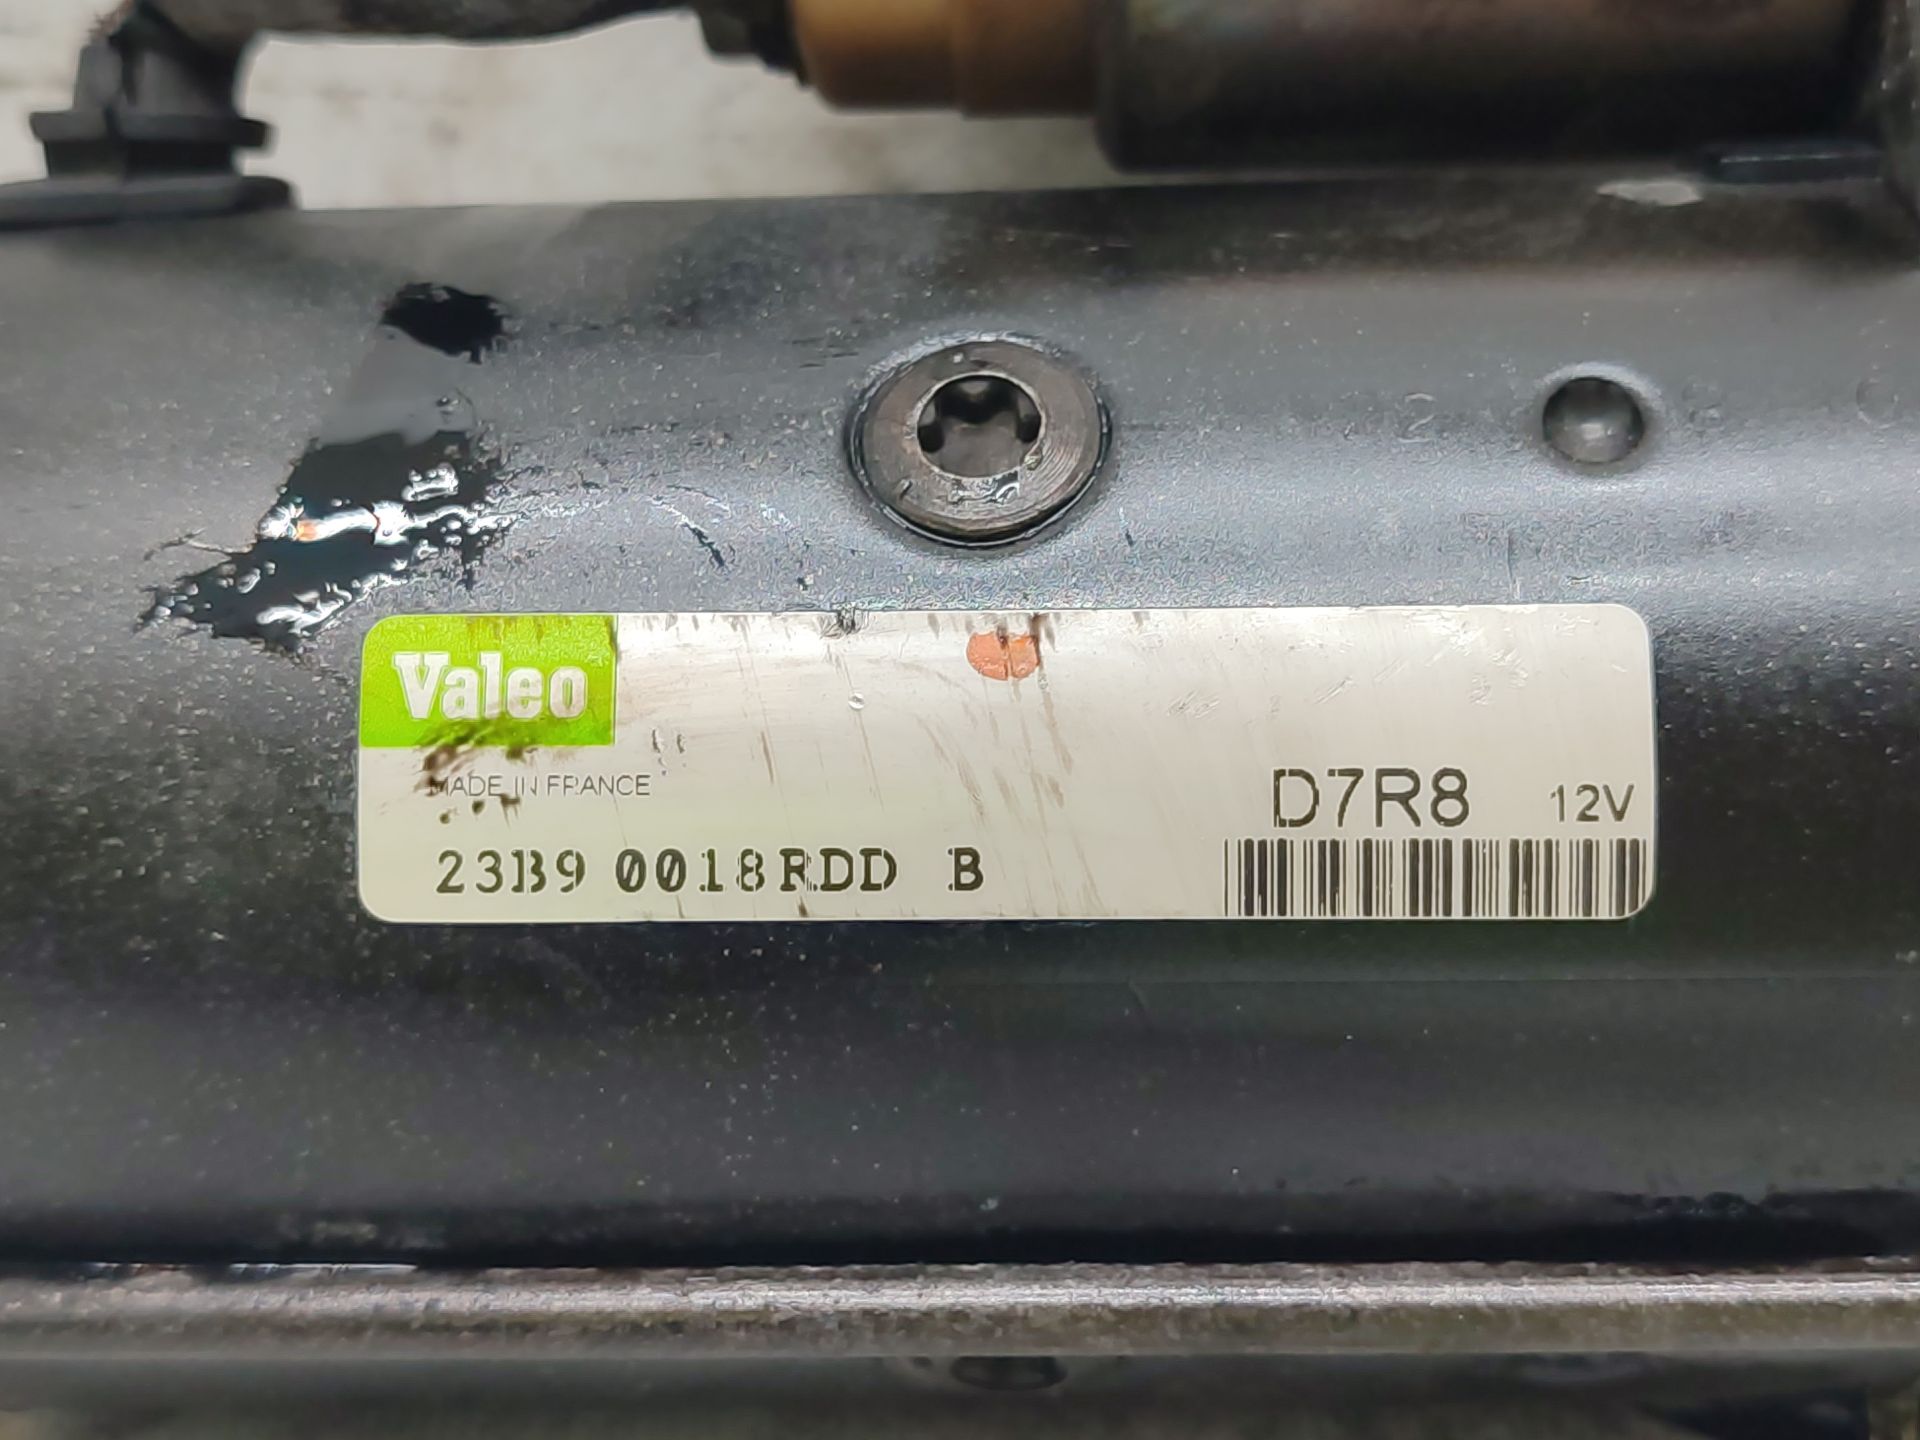 Valeo
MADE IN FRANCE
D7R8 12V
23B9 0018RDD B